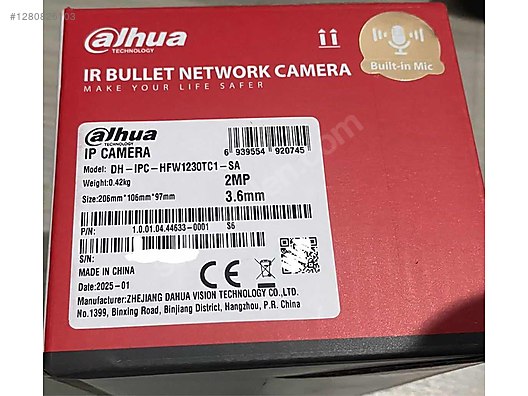 #1280826103
alhua
TECHNOLOGY
Built-in Mic
IR BULLET NETWORK CAMERA
MAKE YOUR LIFE SAFER
alhua
TECHNOLOGY
IP CAMERA
6 939554 920745
Model: DH-IPC-HFW1230TC1-SA
Weight:0.42kg 2MP
Size:206mm*106mm*97mm 3.6mm
P/N: 1.0.01.04.44633-0001 S6
S/N:
MADE IN CHINA
Date:2025-01
CE
Manufacturer:ZHEJIANG DAHUA VISION TECHNOLOGY CO.,LTD.
No.1399, Binxing Road, Binjiang District, Hangzhou, P.R. China